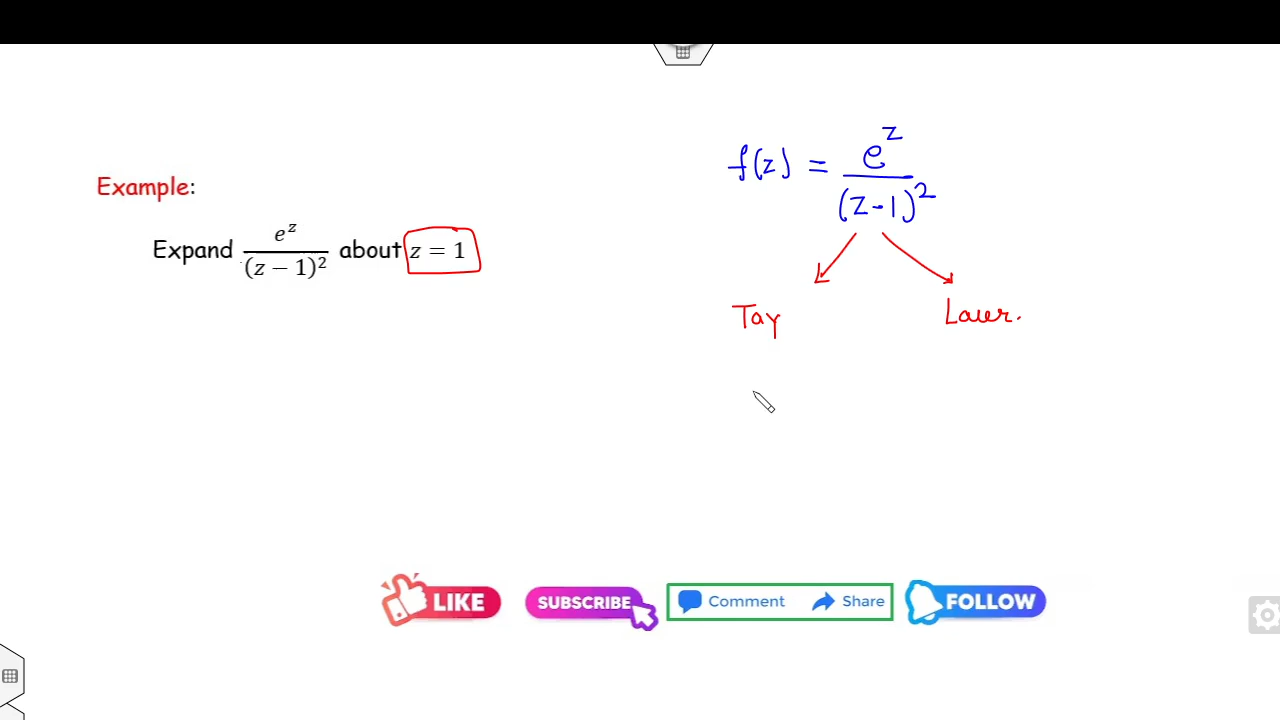 Example:
Expand e^z/(z − 1)² about z = 1
f(z) = e^z/(z-1)²
Tay
Laur.
LIKE
SUBSCRIBE
Comment
Share
FOLLOW